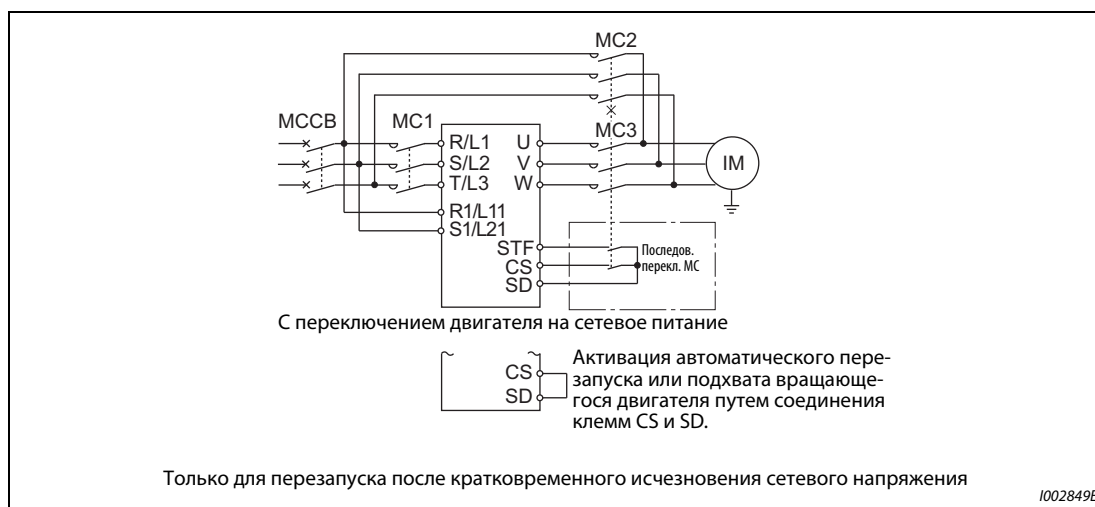 MC2
MCCB
MC1
R/L1
S/L2
T/L3
R1/L11
S1/L21
U
V
W
MC3
IM
STF
CS
SD
Последов.
перекл. MC
С переключением двигателя на сетевое питание
CS
SD
Активация автоматического пере-
запуска или подхвата вращающе-
гося двигателя путем соединения
клемм CS и SD.
Только для перезапуска после кратковременного исчезновения сетевого напряжения
I002849E